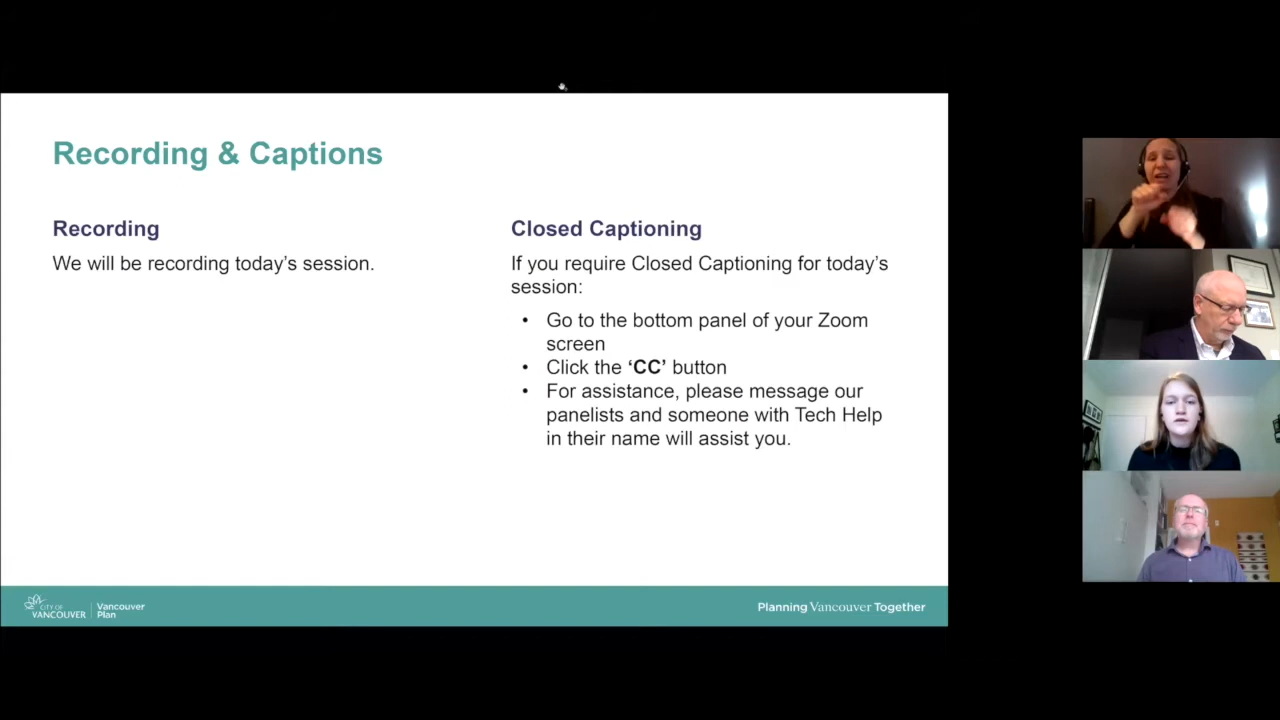 Recording & Captions
Recording
We will be recording today’s session.
Closed Captioning
If you require Closed Captioning for today’s
session:
• Go to the bottom panel of your Zoom
screen
• Click the ‘CC’ button
• For assistance, please message our
panelists and someone with Tech Help
in their name will assist you.
CITY OF
VANCOUVER
Vancouver
Plan
Planning Vancouver Together